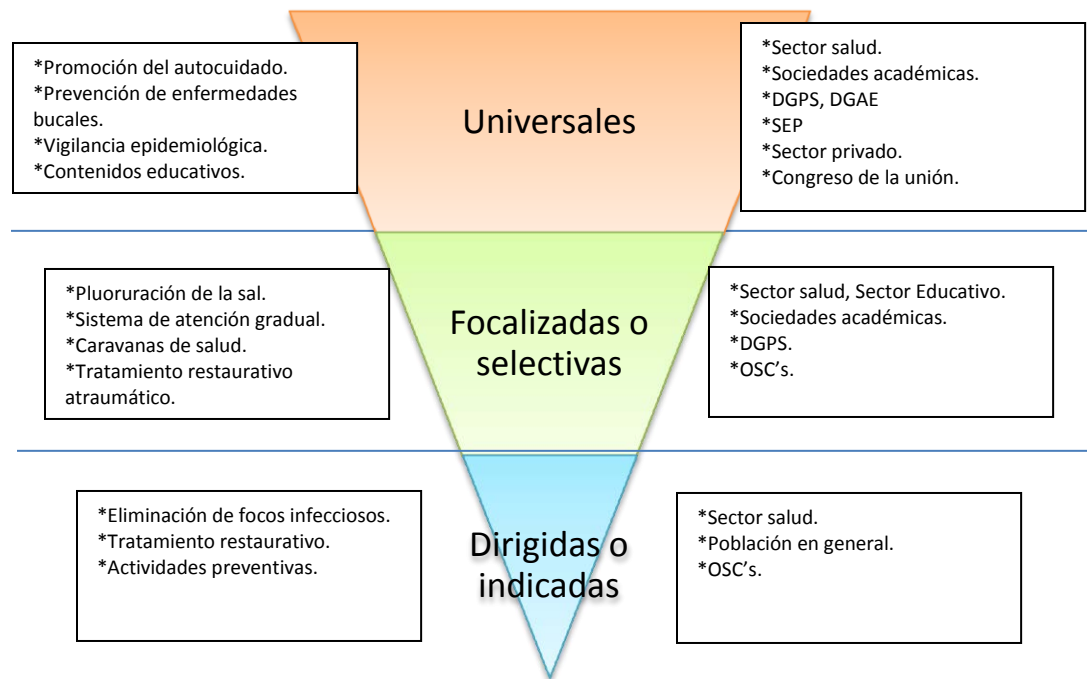 *Promoción del autocuidado.
*Prevención de enfermedades
bucales.
*Vigilancia epidemiológica.
*Contenidos educativos.
Universales
*Sector salud.
*Sociedades académicas.
*DGPS, DGAE
*SEP
*Sector privado.
*Congreso de la unión.
*Pluoruración de la sal.
*Sistema de atención gradual.
*Caravanas de salud.
*Tratamiento restaurativo
atraumático.
Focalizadas o
selectivas
*Sector salud, Sector Educativo.
*Sociedades académicas.
*DGPS.
*OSC’s.
*Eliminación de focos infecciosos.
*Tratamiento restaurativo.
*Actividades preventivas.
Dirigidas o
indicadas
*Sector salud.
*Población en general.
*OSC’s.